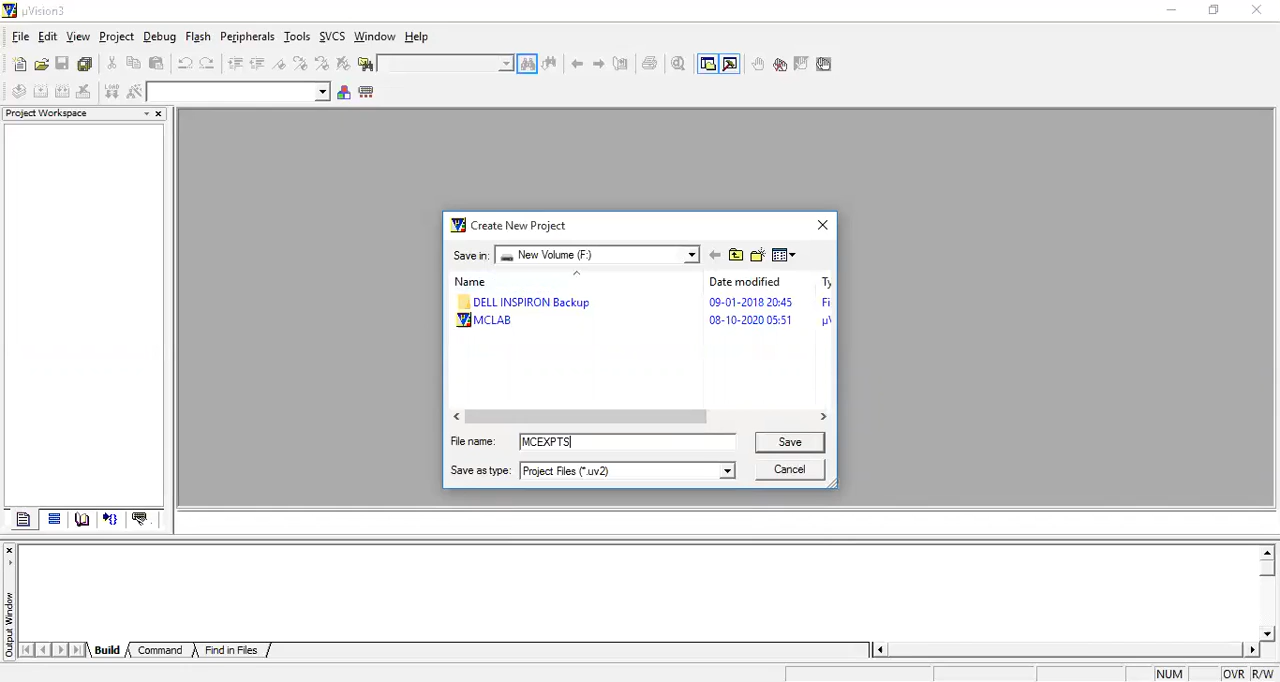 µVision3
File Edit View Project Debug Flash Peripherals Tools SVCS Window Help
LOAD
Project Workspace
Create New Project
Save in: New Volume (F:)
Name Date modified Ty
DELL INSPIRON Backup 09-01-2018 20:45 Fi
MCLAB 08-10-2020 05:51 µV
File name: MCEXPTS Save
Save as type: Project Files (*.uv2) Cancel
Output Window
Build Command Find in Files
NUM OVR R/W